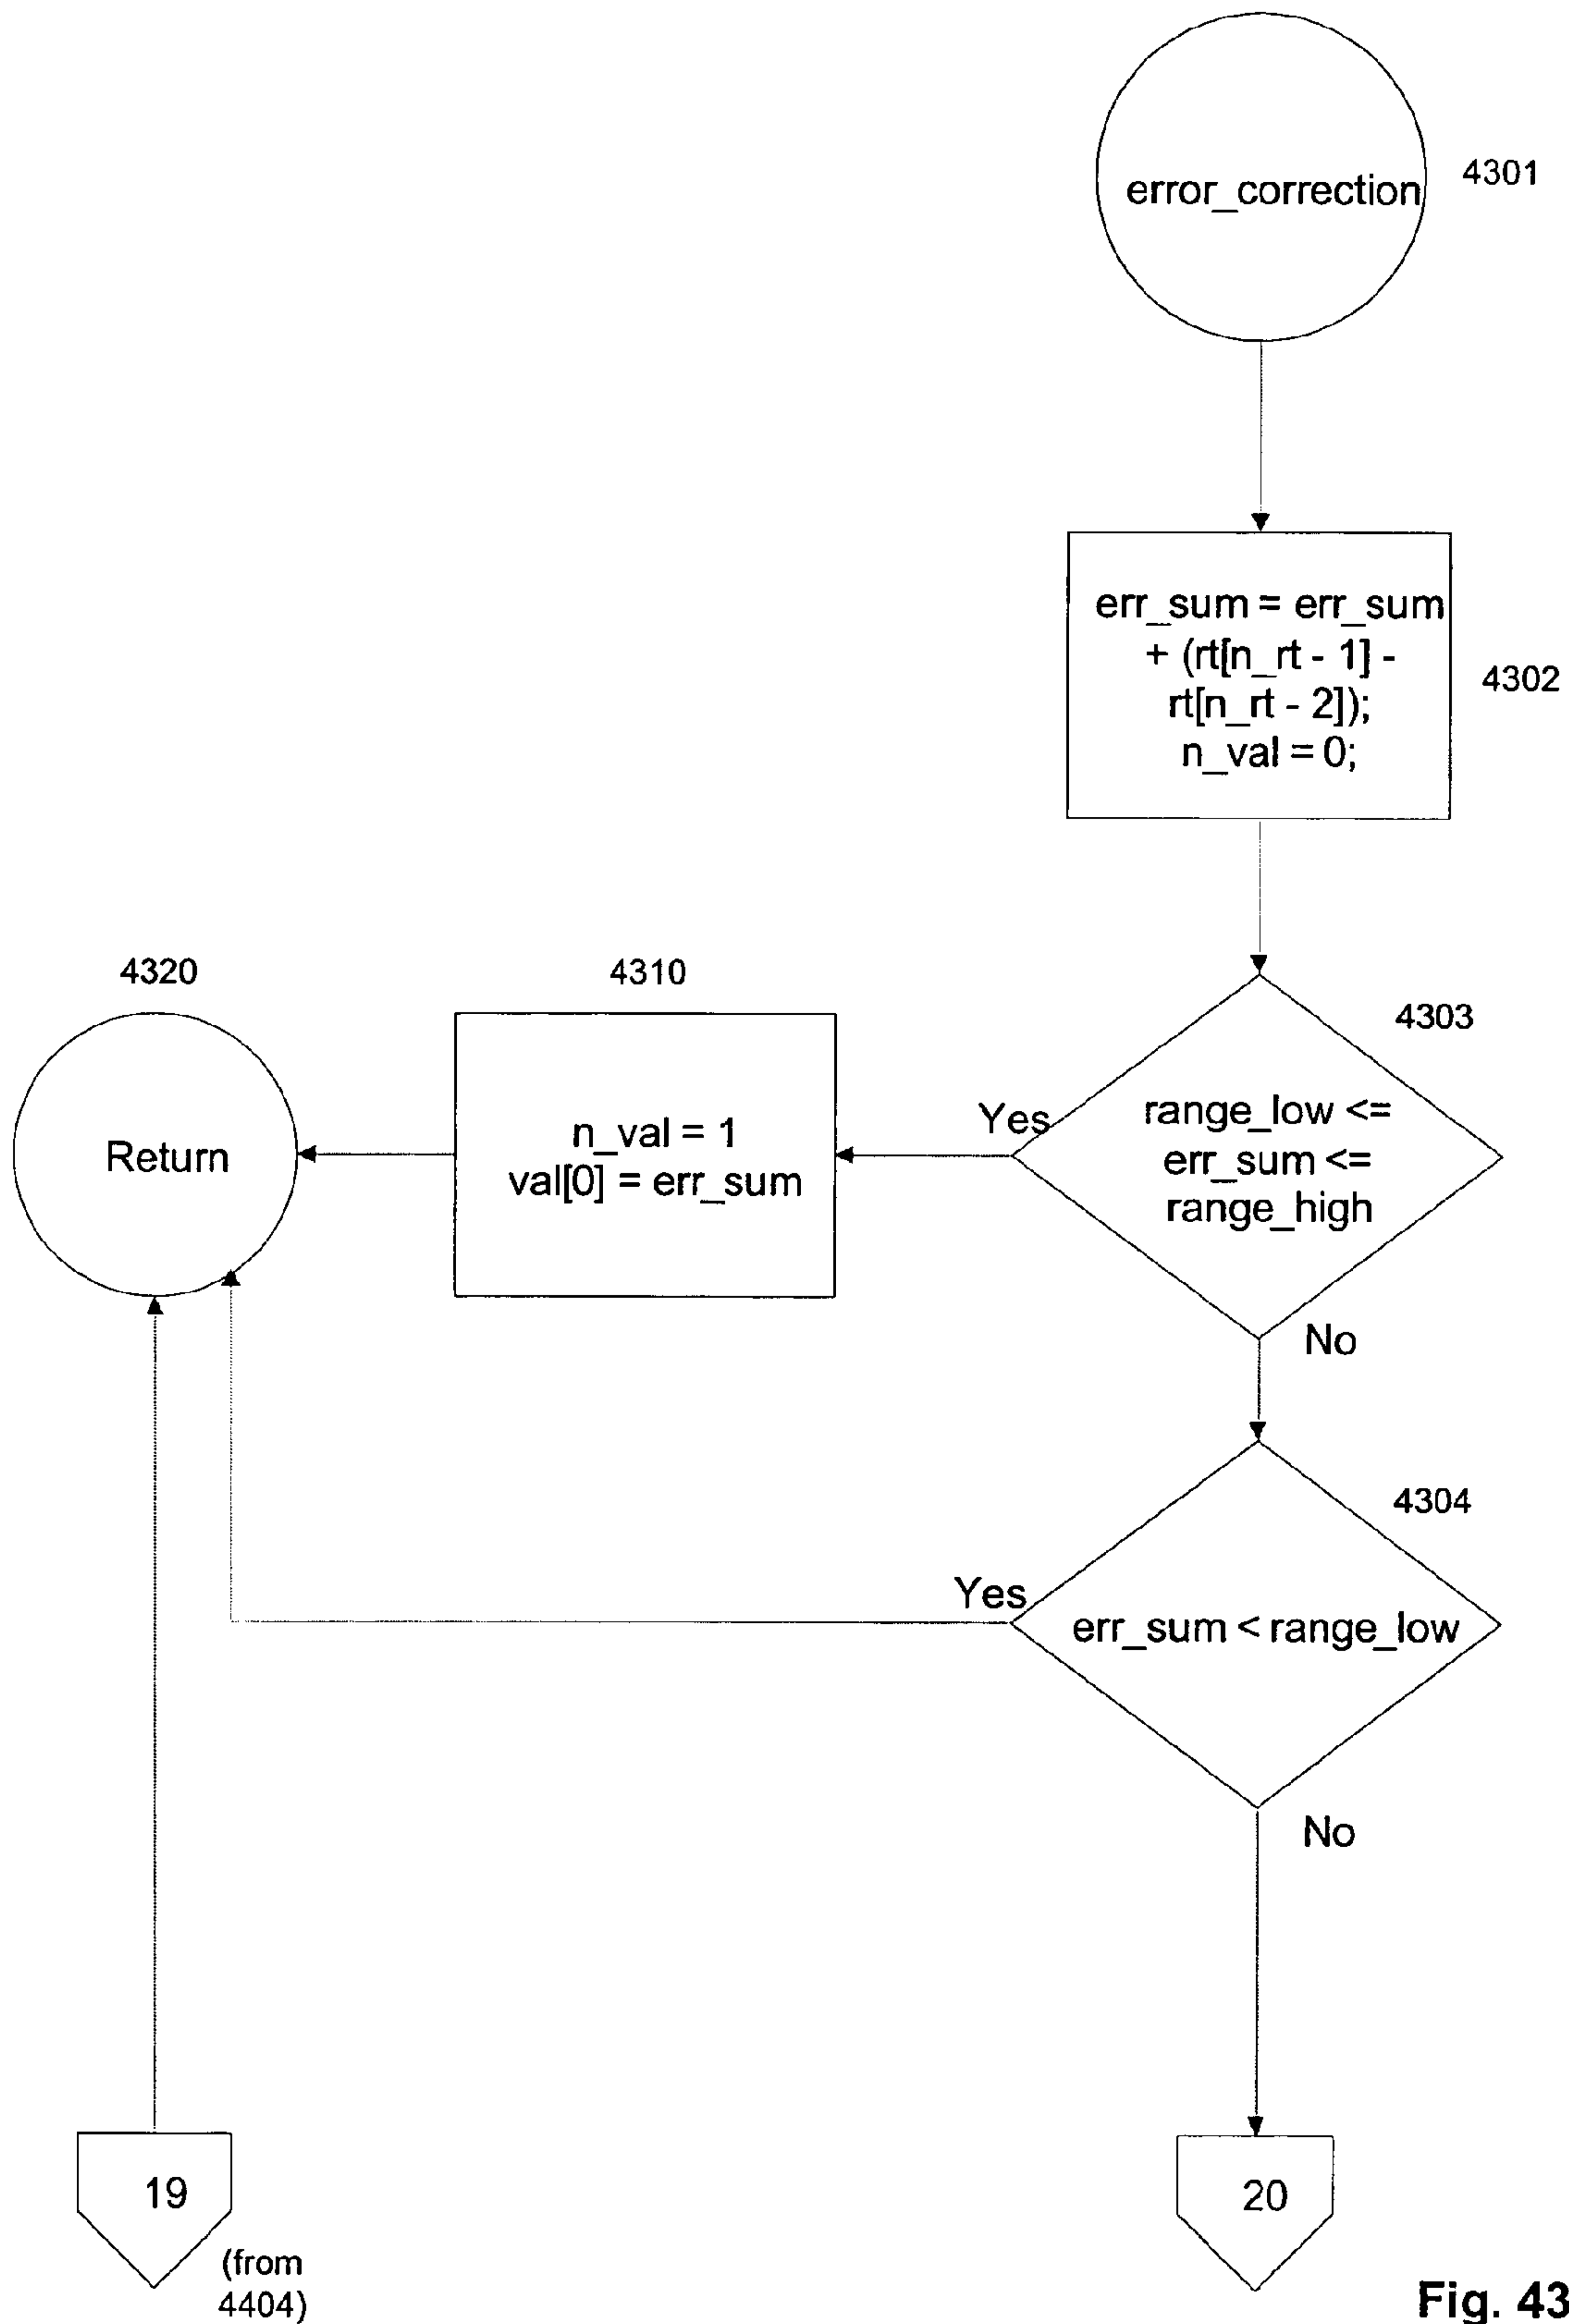 error_correction
4301
err_sum = err_sum
+ (rt[n_rt - 1] -
rt[n_rt - 2]);
n_val = 0;
4302
4320
4310
4303
Return
n_val = 1
val[0] = err_sum
Yes
range_low <=
err_sum <=
range_high
No
4304
Yes
err_sum < range_low
No
19
(from
4404)
20
Fig. 43